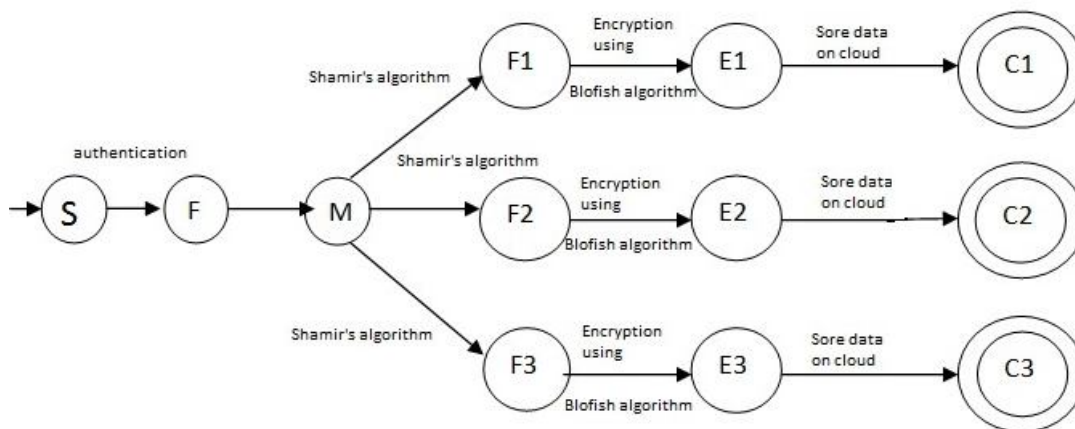 Encryption
using
Sore data
on cloud
F1
E1
C1
Shamir's algorithm
Blofish algorithm
authentication
Shamir's algorithm
Encryption
using
Sore data
on cloud
S
F
M
F2
E2
C2
Blofish algorithm
Shamir's algorithm
Encryption
using
Sore data
on cloud
F3
E3
C3
Blofish algorithm